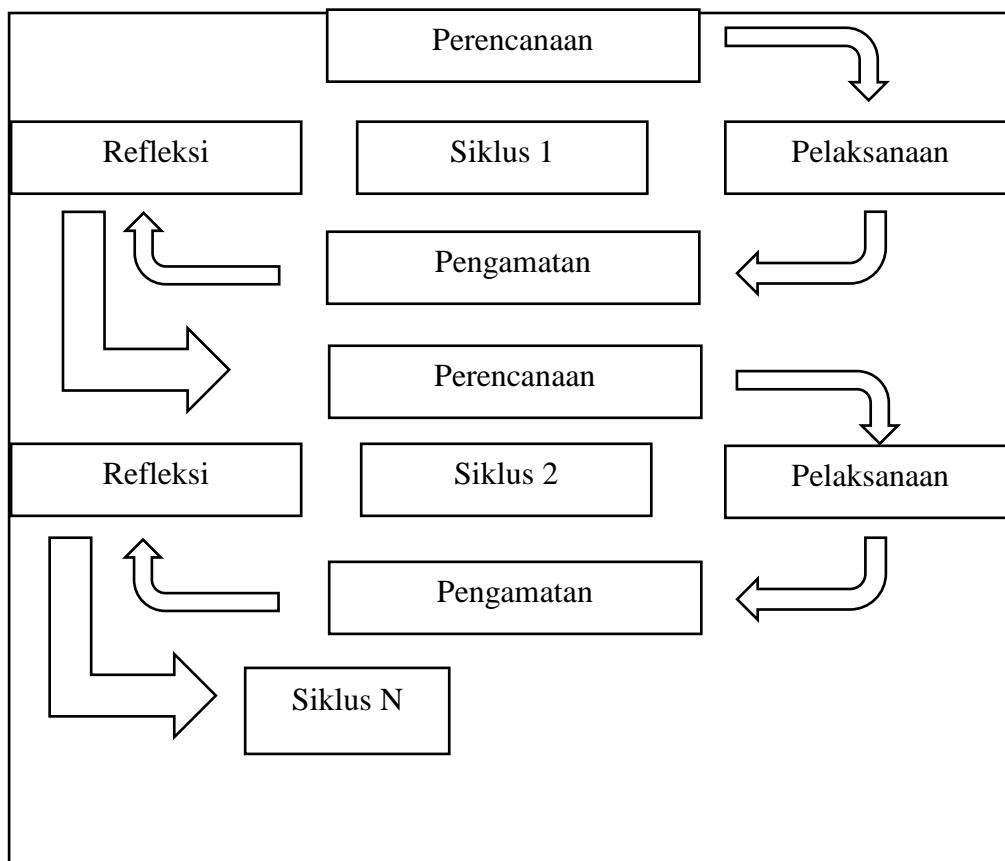 Perencanaan
Refleksi
Siklus 1
Pelaksanaan
Pengamatan
Perencanaan
Refleksi
Siklus 2
Pelaksanaan
Pengamatan
Siklus N